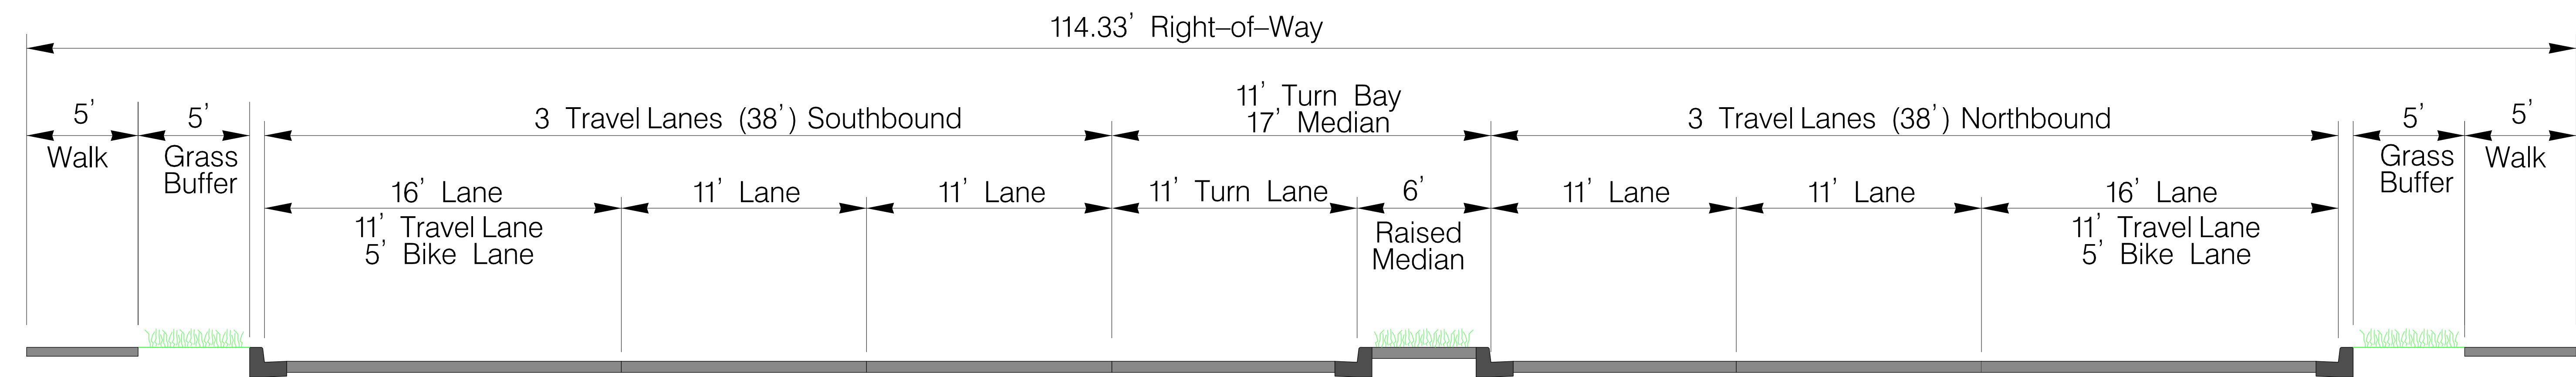 114.33' Right–of–Way
5'
Walk
5'
Grass
Buffer
3 Travel Lanes (38') Southbound
11' Turn Bay
17' Median
3 Travel Lanes (38') Northbound
5'
Grass
Buffer
5'
Walk
16' Lane
11' Travel Lane
5' Bike Lane
11' Lane
11' Lane
11' Turn Lane
6'
Raised
Median
11' Lane
11' Lane
16' Lane
11' Travel Lane
5' Bike Lane